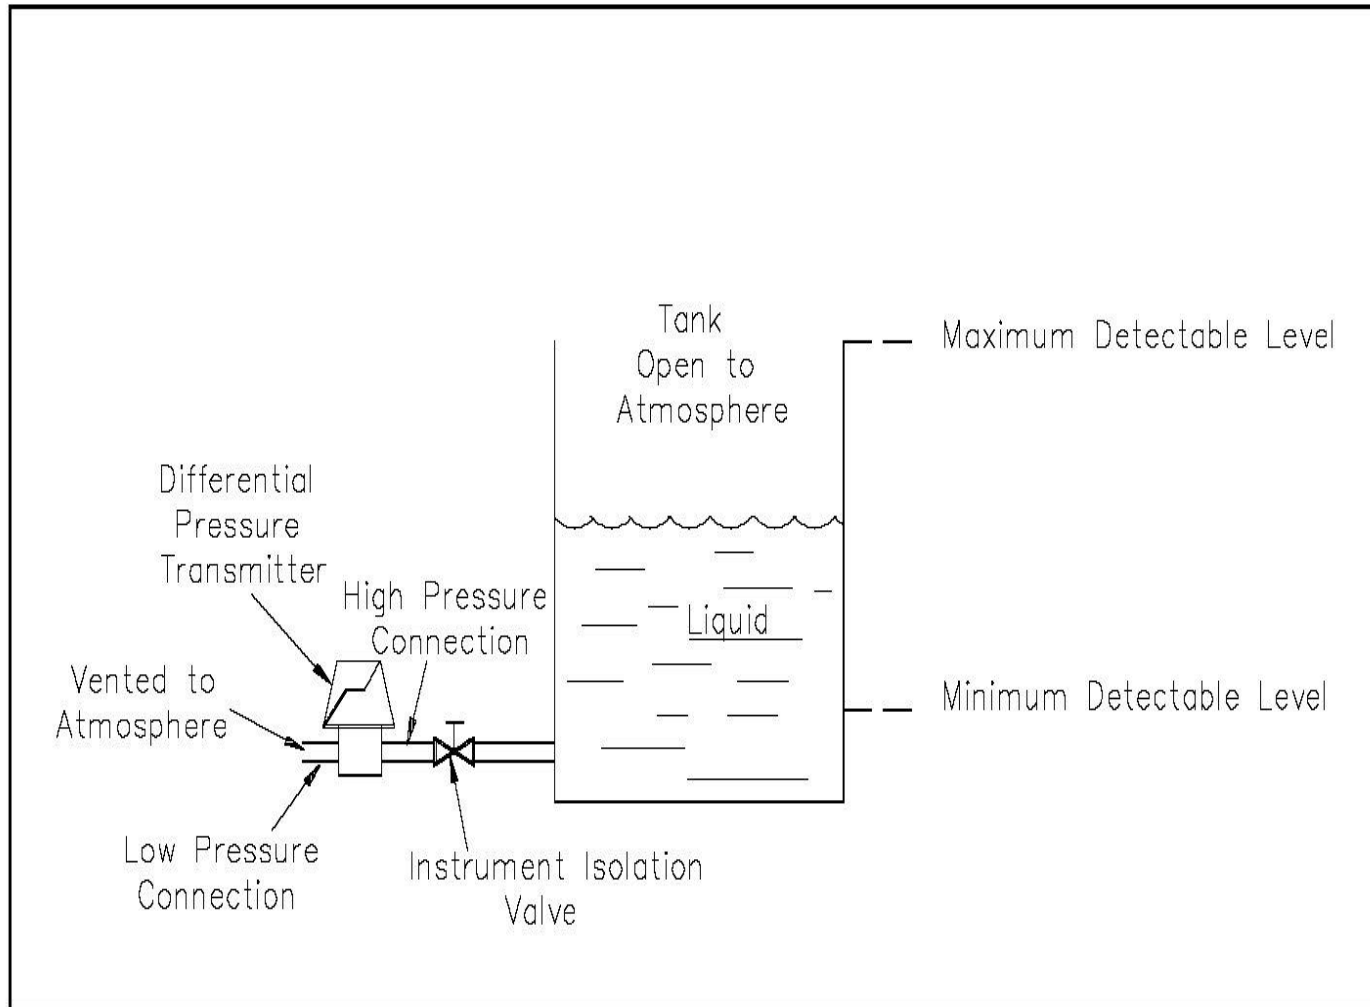 Tank
Open to
Atmosphere
Maximum Detectable Level
Differential
Pressure
Transmitter
High Pressure
Connection
Liquid
Vented to
Atmosphere
Minimum Detectable Level
Low Pressure
Connection
Instrument Isolation
Valve